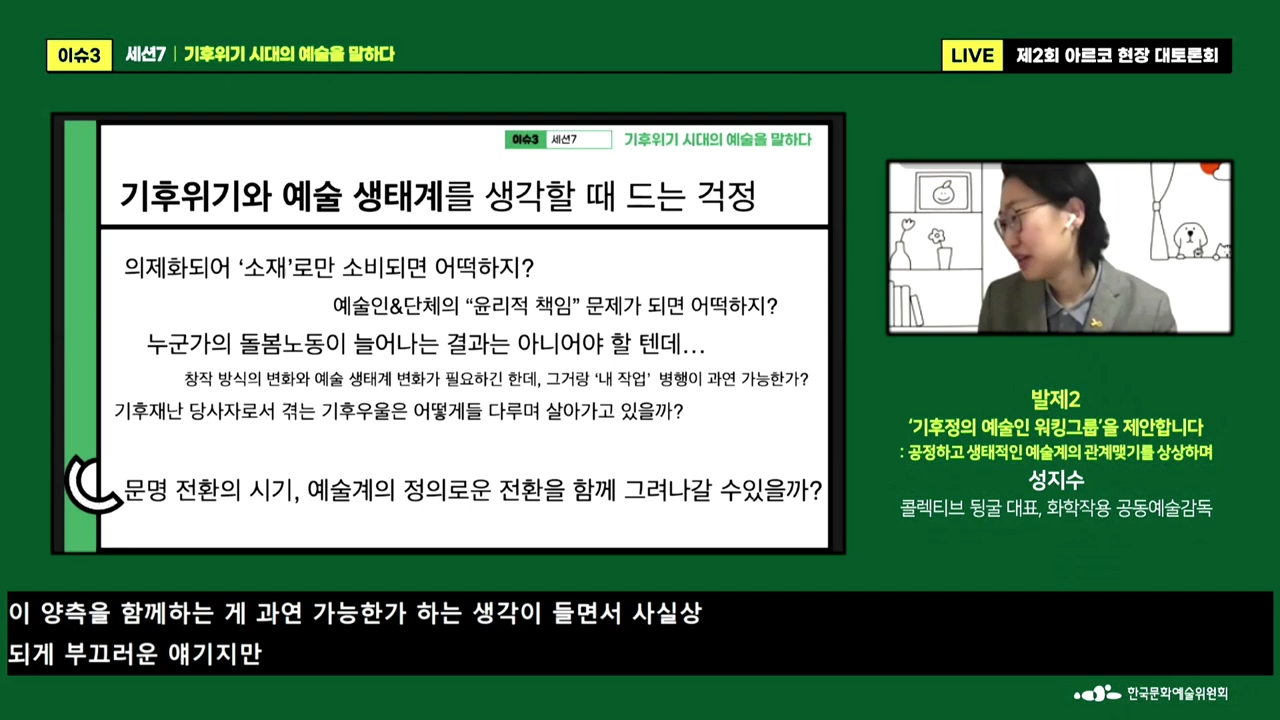 이슈3 세션7 | 기후위기 시대의 예술을 말하다
LIVE 제2회 아르코 현장 대토론회
이슈3 세션7 기후위기 시대의 예술을 말하다
기후위기와 예술 생태계를 생각할 때 드는 걱정
의제화되어 ‘소재’로만 소비되면 어떡하지?
예술인&단체의 “윤리적 책임” 문제가 되면 어떡하지?
누군가의 돌봄노동이 늘어나는 결과는 아니어야 할 텐데...
창작 방식의 변화와 예술 생태계 변화가 필요하긴 한데, 그거랑 ‘내 작업’ 병행이 과연 가능한가?
기후재난 당사자로서 겪는 기후우울은 어떻게들 다루며 살아가고 있을까?
문명 전환의 시기, 예술계의 정의로운 전환을 함께 그려나갈 수있을까?
발제2
‘기후정의 예술인 워킹그룹’을 제안합니다
: 공정하고 생태적인 예술계의 관계맺기를 상상하며
성지수
콜렉티브 뒹굴 대표, 화학작용 공동예술감독
이 양측을 함께하는 게 과연 가능한가 하는 생각이 들면서 사실상
되게 부끄러운 얘기지만
한국문화예술위원회